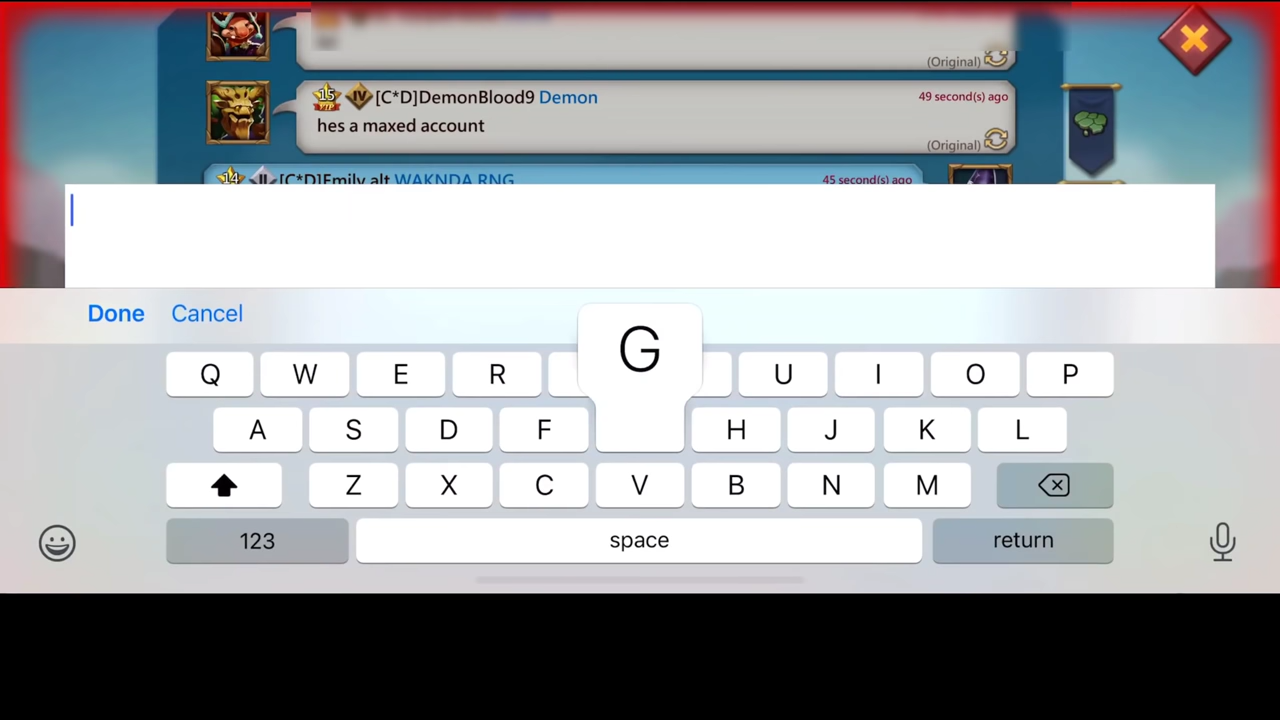 (Original)
15 IV [C*D]DemonBlood9 Demon 49 second(s) ago
hes a maxed account
(Original)
14 II [C*D]Emily alt WAKNDA RNG 45 second(s) ago
Done Cancel
G
Q W E R U I O P
A S D F H J K L
Z X C V B N M
123 space return